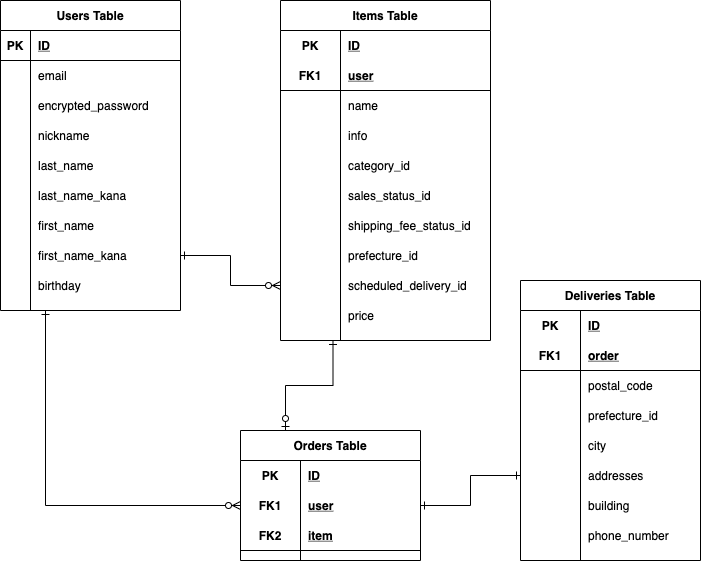 Users Table
PK ID
email
encrypted_password
nickname
last_name
last_name_kana
first_name
first_name_kana
birthday
Items Table
PK ID
FK1 user
name
info
category_id
sales_status_id
shipping_fee_status_id
prefecture_id
scheduled_delivery_id
price
Orders Table
PK ID
FK1 user
FK2 item
Deliveries Table
PK ID
FK1 order
postal_code
prefecture_id
city
addresses
building
phone_number